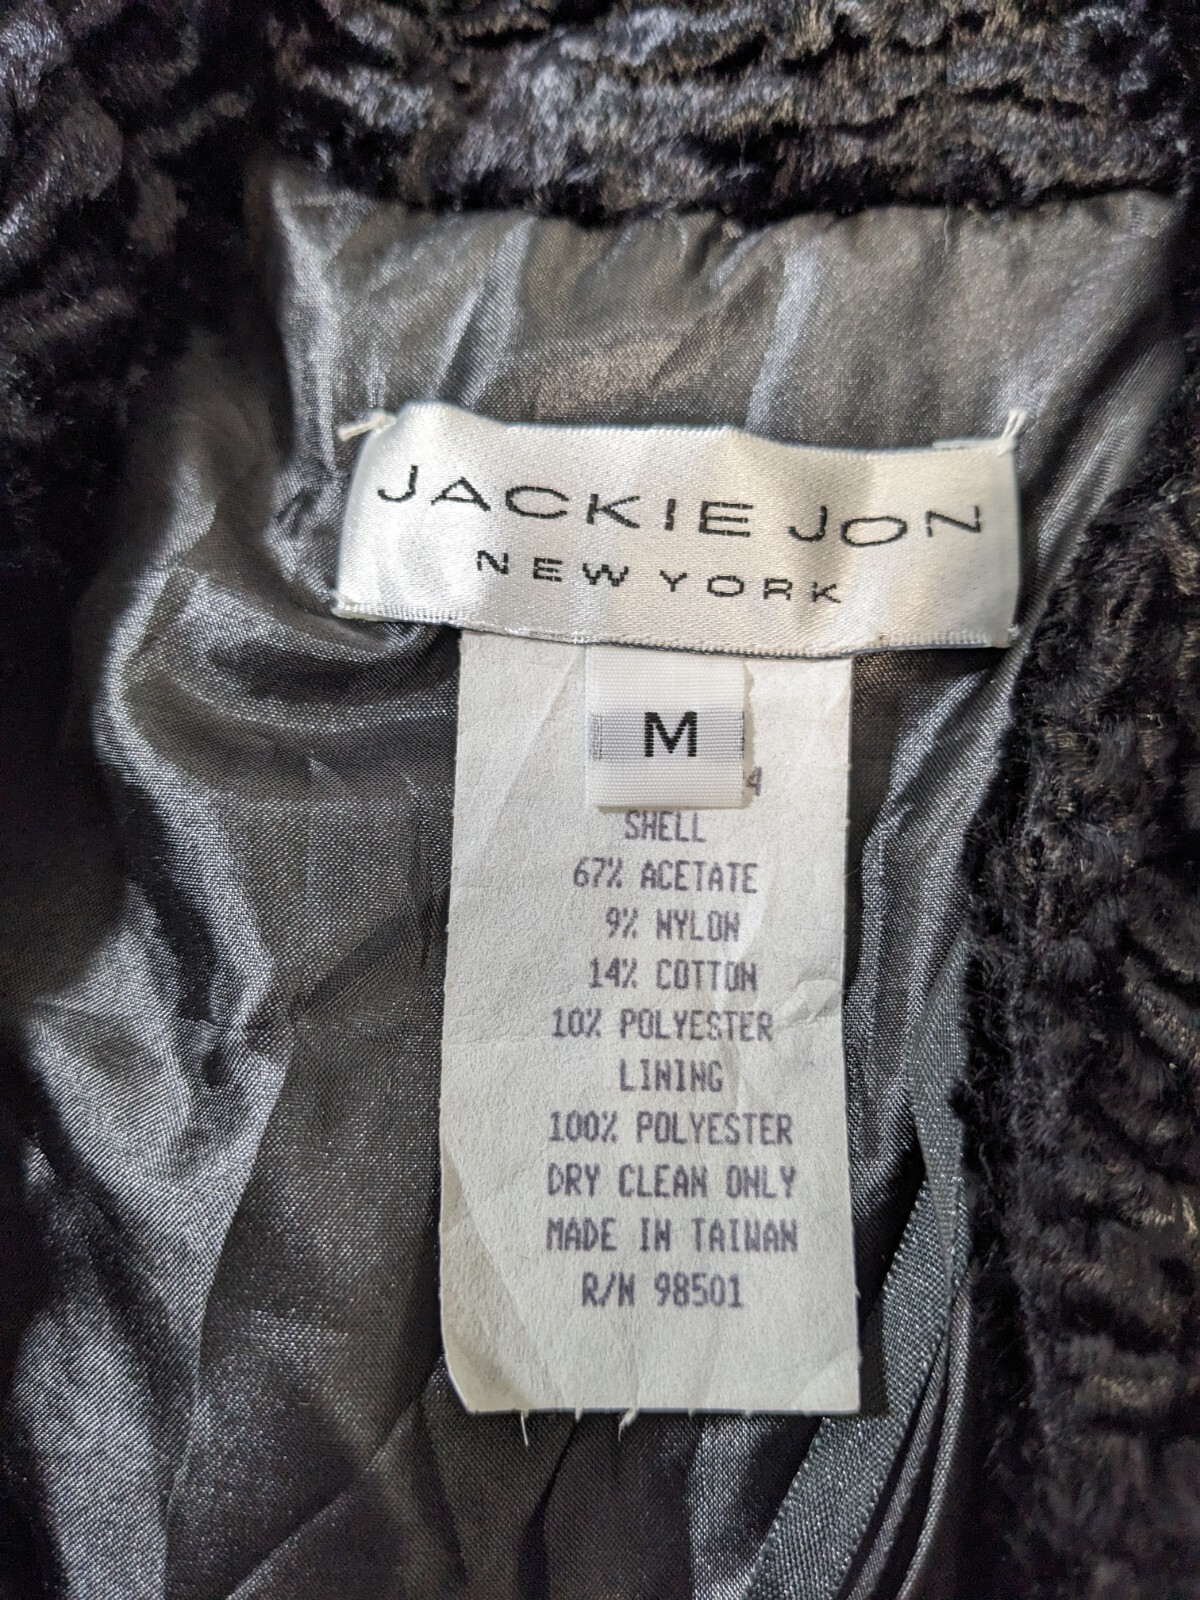 JACKIE JON
NEW YORK
M
4
SHELL
67% ACETATE
9% NYLON
14% COTTON
10% POLYESTER
LINING
100% POLYESTER
DRY CLEAN ONLY
MADE IN TAIWAN
R/N 98501